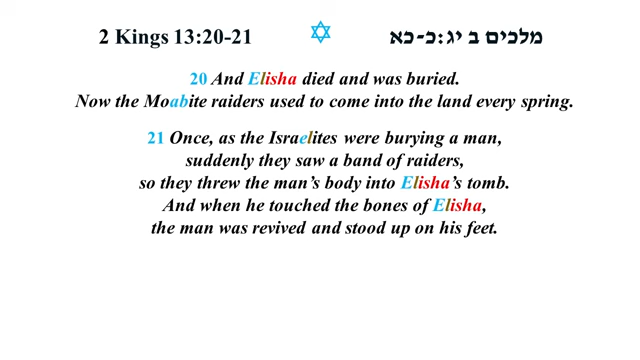 2 Kings 13:20-21 ✡ מלכים ב יג:כ-כא
20 And Elisha died and was buried.
Now the Moabite raiders used to come into the land every spring.
21 Once, as the Israelites were burying a man,
suddenly they saw a band of raiders,
so they threw the man’s body into Elisha’s tomb.
And when he touched the bones of Elisha,
the man was revived and stood up on his feet.